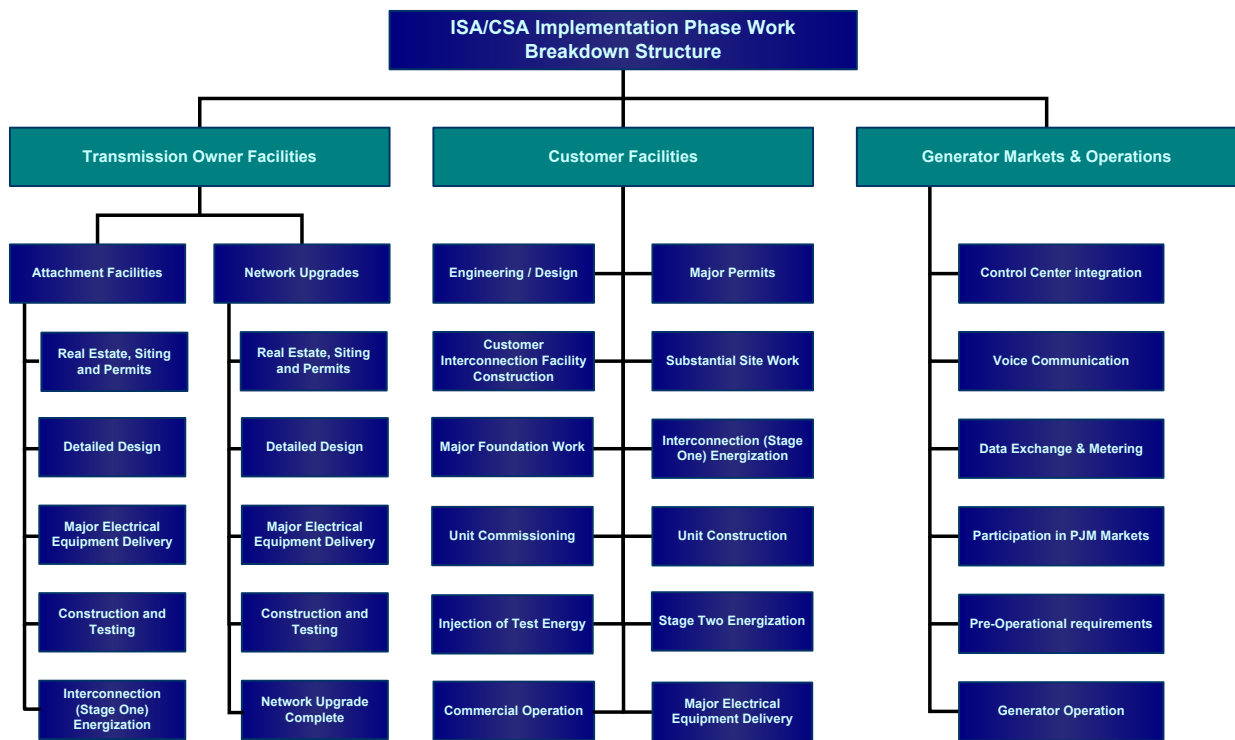 ISA/CSA Implementation Phase Work
Breakdown Structure
Transmission Owner Facilities
Customer Facilities
Generator Markets & Operations
Attachment Facilities
Network Upgrades
Engineering / Design
Major Permits
Control Center integration
Real Estate, Siting
and Permits
Real Estate, Siting
and Permits
Customer
Interconnection Facility
Construction
Substantial Site Work
Voice Communication
Detailed Design
Detailed Design
Major Foundation Work
Interconnection (Stage
One) Energization
Data Exchange & Metering
Major Electrical
Equipment Delivery
Major Electrical
Equipment Delivery
Unit Commissioning
Unit Construction
Participation in PJM Markets
Construction and
Testing
Construction and
Testing
Injection of Test Energy
Stage Two Energization
Pre-Operational requirements
Interconnection
(Stage One)
Energization
Network Upgrade
Complete
Commercial Operation
Major Electrical
Equipment Delivery
Generator Operation